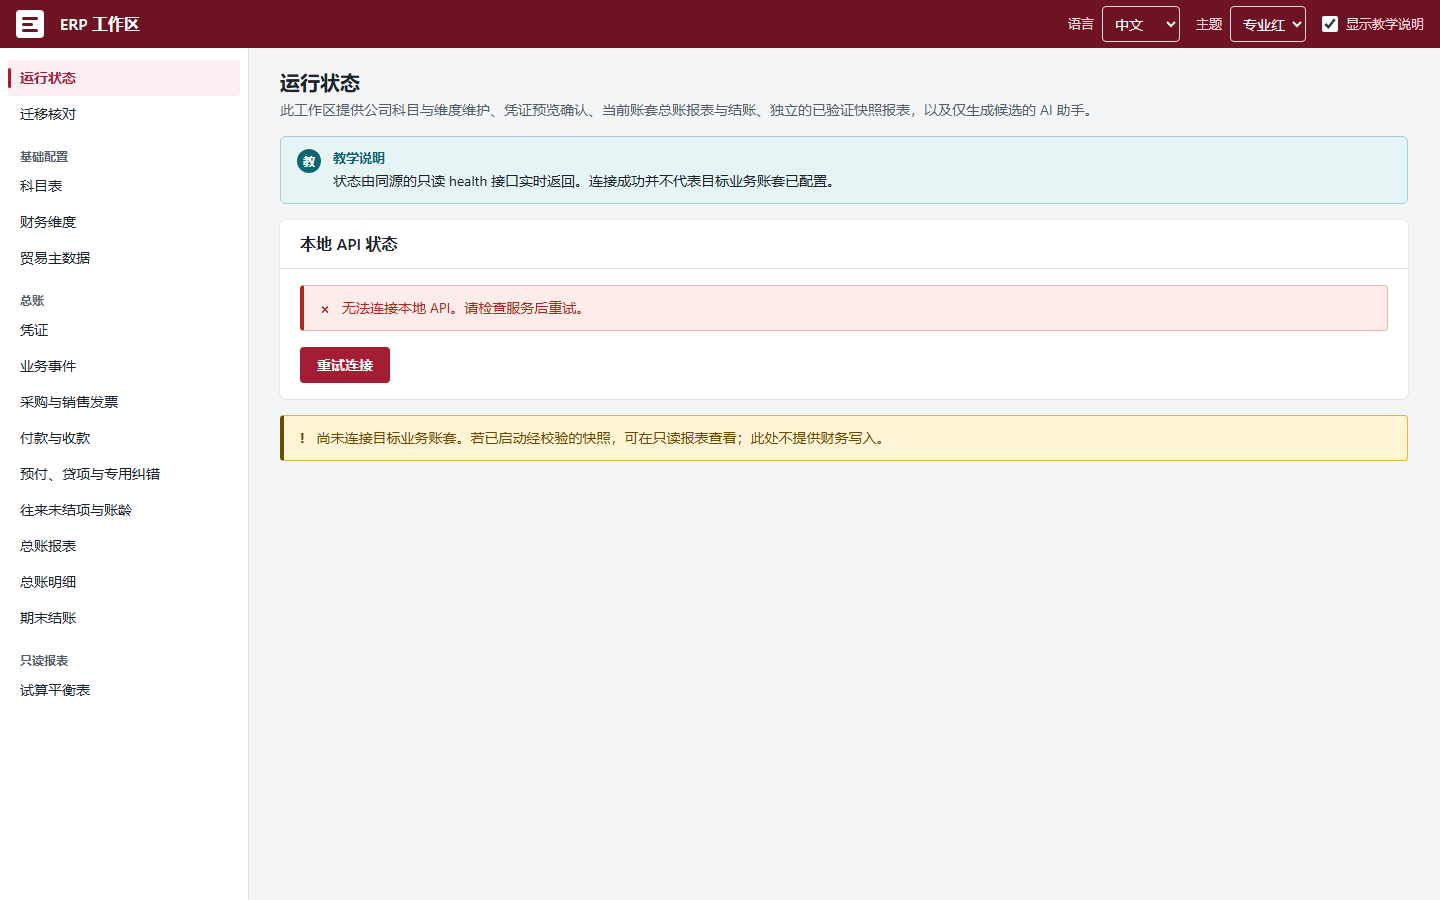 ERP 工作区
语言 中文 主题 专业红 显示教学说明
运行状态
迁移核对
基础配置
科目表
财务维度
贸易主数据
总账
凭证
业务事件
采购与销售发票
付款与收款
预付、贷项与专用纠错
往来未结项与账龄
总账报表
总账明细
期末结账
只读报表
试算平衡表
运行状态
此工作区提供公司科目与维度维护、凭证预览确认、当前账套总账报表与结账、独立的已验证快照报表，以及仅生成候选的 AI 助手。
教 教学说明
状态由同源的只读 health 接口实时返回。连接成功并不代表目标业务账套已配置。
本地 API 状态
× 无法连接本地 API。请检查服务后重试。
重试连接
! 尚未连接目标业务账套。若已启动经校验的快照，可在只读报表查看；此处不提供财务写入。